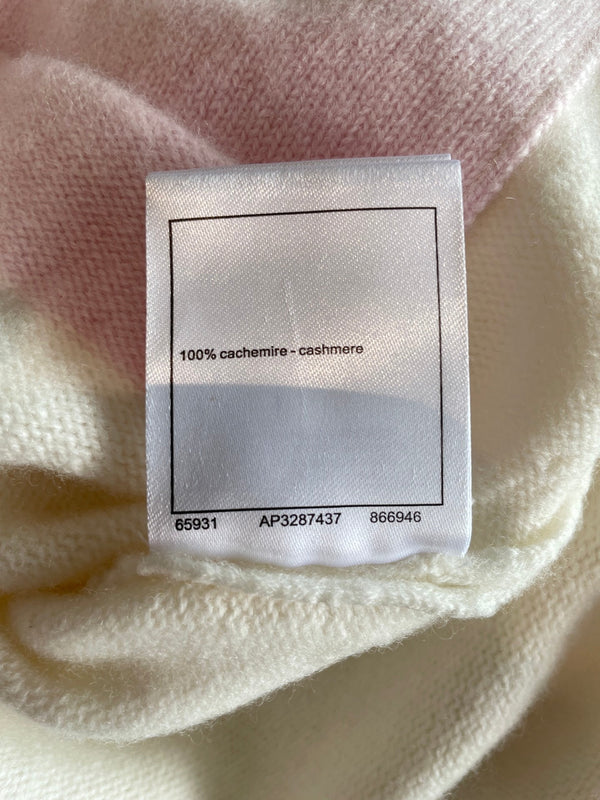 100% cachemire - cashmere
65931 AP3287437 866946